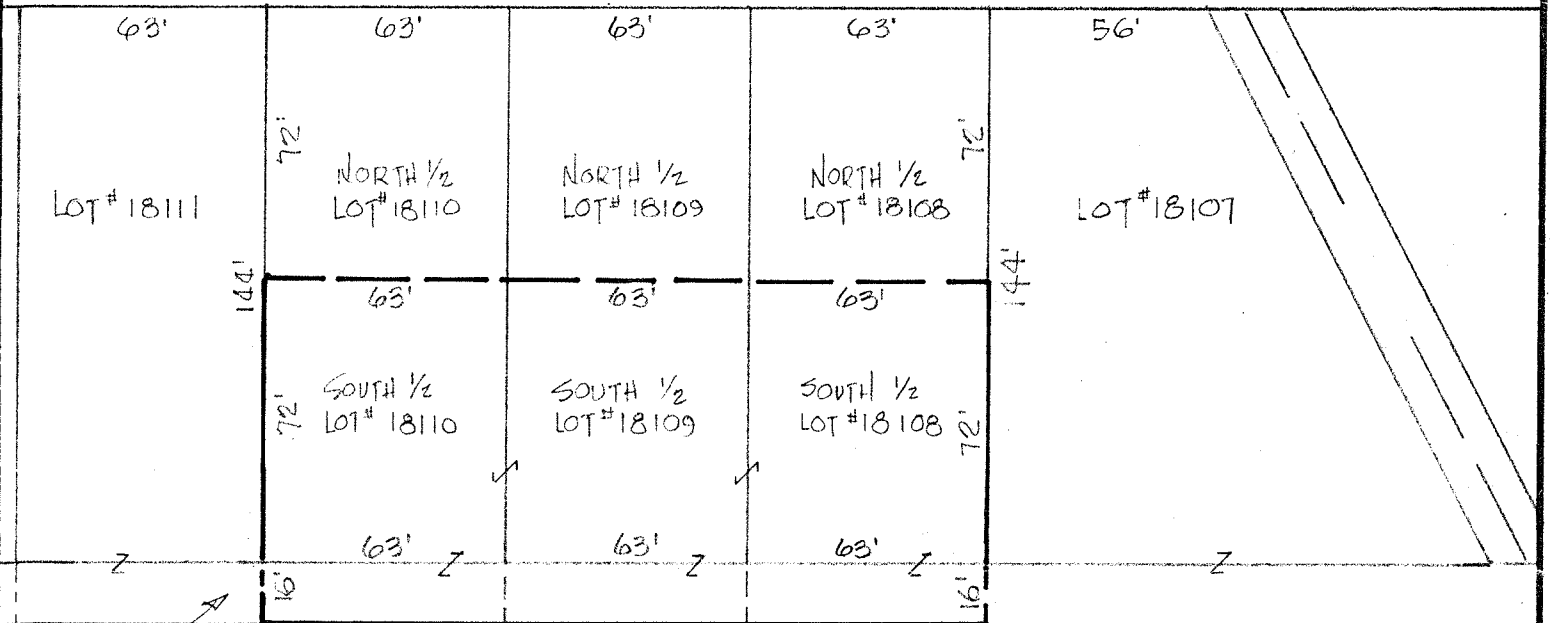 63'
63'
63'
63'
56'
72'
72'
LOT # 18111
NORTH 1/2
LOT # 18110
NORTH 1/2
LOT # 18109
NORTH 1/2
LOT # 18108
LOT # 18107
144'
63'
63'
63'
144'
72'
SOUTH 1/2
LOT # 18110
SOUTH 1/2
LOT # 18109
SOUTH 1/2
LOT # 18108
72'
63'
63'
63'
Z
Z
Z
Z
Z
16'
16'